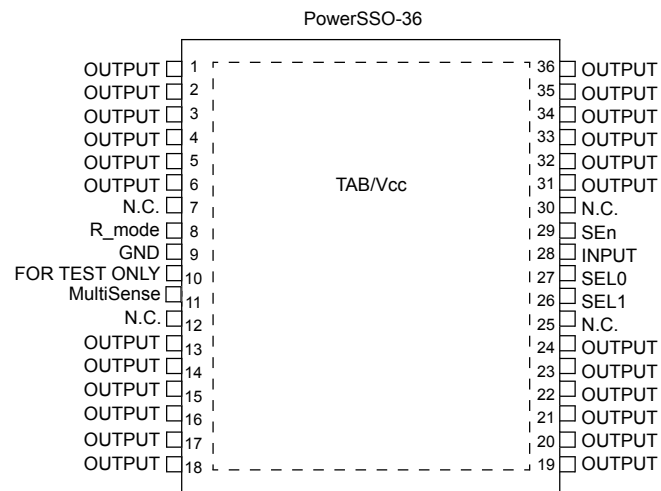 PowerSSO-36
OUTPUT 1 36 OUTPUT
OUTPUT 2 35 OUTPUT
OUTPUT 3 34 OUTPUT
OUTPUT 4 33 OUTPUT
OUTPUT 5 32 OUTPUT
OUTPUT 6 TAB/Vcc 31 OUTPUT
N.C. 7 30 N.C.
R_mode 8 29 SEn
GND 9 28 INPUT
FOR TEST ONLY 10 27 SEL0
MultiSense 11 26 SEL1
N.C. 12 25 N.C.
OUTPUT 13 24 OUTPUT
OUTPUT 14 23 OUTPUT
OUTPUT 15 22 OUTPUT
OUTPUT 16 21 OUTPUT
OUTPUT 17 20 OUTPUT
OUTPUT 18 19 OUTPUT